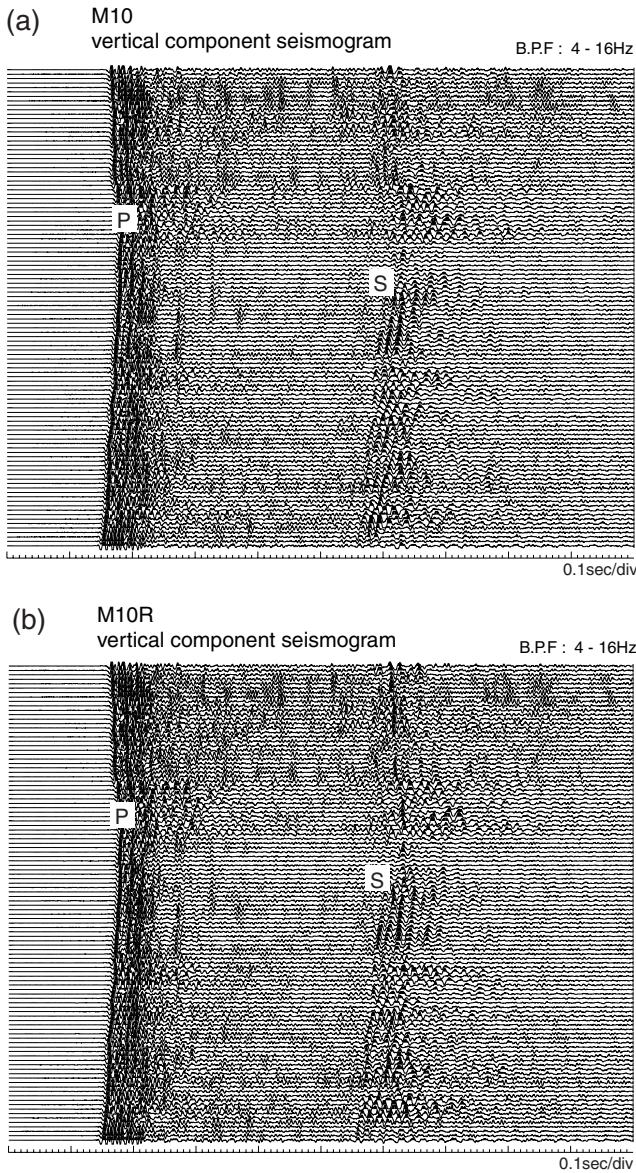 (a) M10
vertical component seismogram
B.P.F : 4 - 16Hz
P
S
0.1sec/div
(b) M10R
vertical component seismogram
B.P.F : 4 - 16Hz
P
S
0.1sec/div